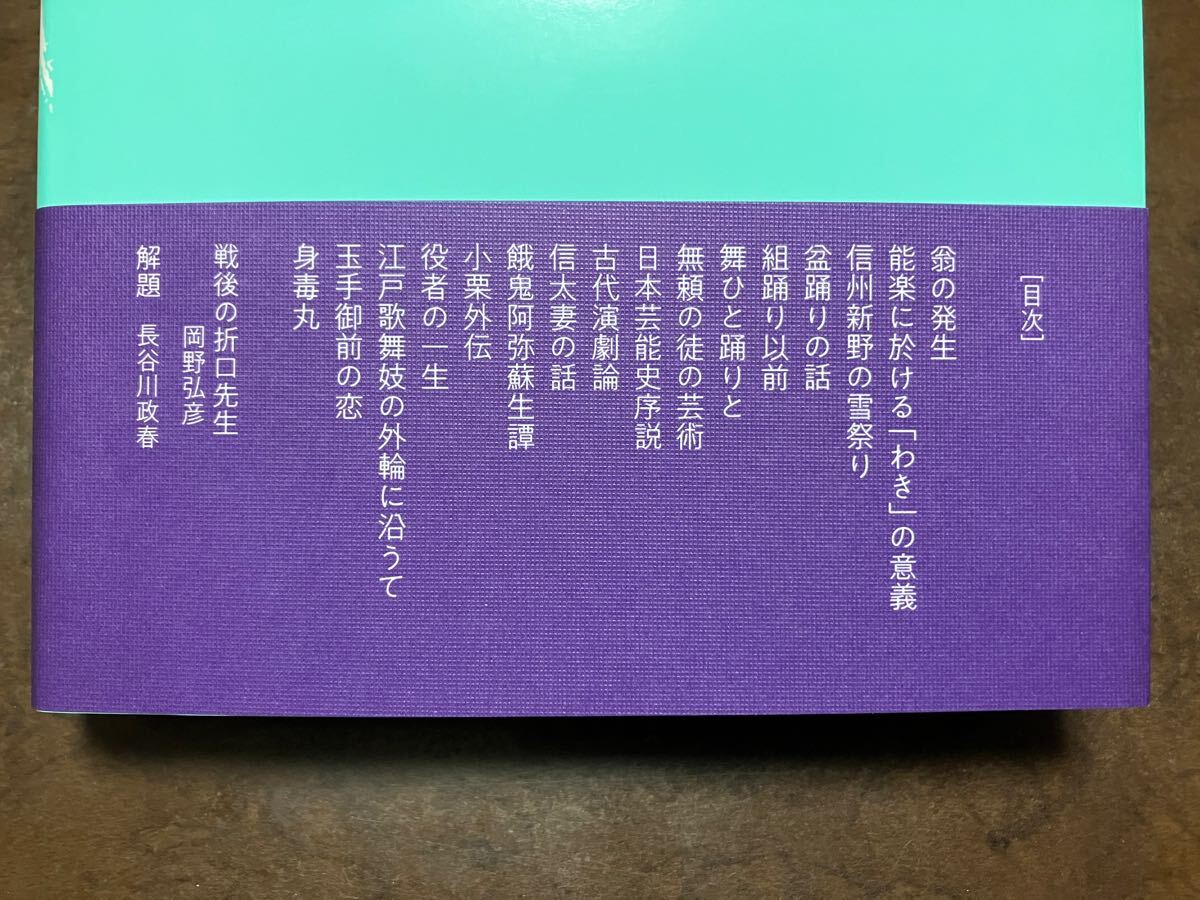 ［目次］
翁の発生
能楽に於ける「わき」の意義
信州新野の雪祭り
盆踊りの話
組踊り以前
舞ひと踊りと
無頼の徒の芸術
日本芸能史序説
古代演劇論
信太妻の話
餓鬼阿弥蘇生譚
小栗外伝
役者の一生
江戸歌舞妓の外輪に沿うて
玉手御前の恋
身毒丸
戦後の折口先生
岡野弘彦
解題　長谷川政春